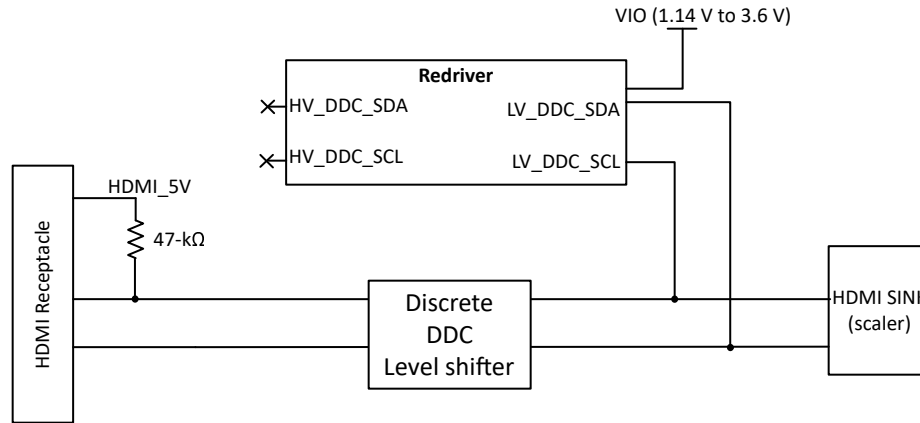 VIO (1.14 V to 3.6 V)
Redriver
HV_DDC_SDA
LV_DDC_SDA
HV_DDC_SCL
LV_DDC_SCL
HDMI_5V
47-kΩ
HDMI Receptacle
Discrete
DDC
Level shifter
HDMI SINK
(scaler)